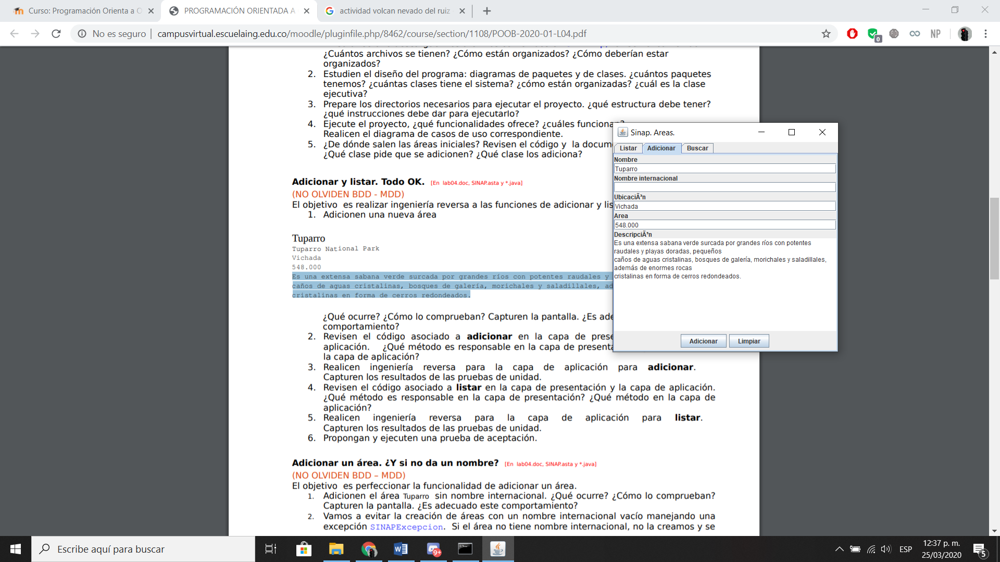 Curso: Programación Orienta a O
PROGRAMACIÓN ORIENTADA A
actividad volcan nevado del ruiz
No es seguro | campusvirtual.escuelaing.edu.co/moodle/pluginfile.php/8462/course/section/1108/POOB-2020-01-L04.pdf
0
NP
¿Cuántos archivos se tienen? ¿Cómo están organizados? ¿Cómo deberían estar
organizados?
2. Estudien el diseño del programa: diagramas de paquetes y de clases. ¿cuántos paquetes
tenemos? ¿cuántas clases tiene el sistema? ¿cómo están organizadas? ¿cuál es la clase
ejecutiva?
3. Prepare los directorios necesarios para ejecutar el proyecto. ¿qué estructura debe tener?
¿qué instrucciones debe dar para ejecutarlo?
4. Ejecute el proyecto, ¿qué funcionalidades ofrece? ¿cuáles funcionan?
Realicen el diagrama de casos de uso correspondiente.
5. ¿De dónde salen las áreas iniciales? Revisen el código y la docum
¿Qué clase pide que se adicionen? ¿Qué clase los adiciona?
Adicionar y listar. Todo OK. [En lab04.doc, SINAP.asta y *.java]
(NO OLVIDEN BDD - MDD)
El objetivo es realizar ingeniería reversa a las funciones de adicionar y lis
1. Adicionen una nueva área
Tuparro
Tuparro National Park
Vichada
548.000
Es una extensa sabana verde surcada por grandes ríos con potentes raudales y
caños de aguas cristalinas, bosques de galería, morichales y saladillales, ad
cristalinas en forma de cerros redondeados.
¿Qué ocurre? ¿Cómo lo comprueban? Capturen la pantalla. ¿Es ade
comportamiento?
2. Revisen el código asociado a adicionar en la capa de prese
aplicación. ¿Qué método es responsable en la capa de presenta
la capa de aplicación?
3. Realicen ingeniería reversa para la capa de aplicación para adicionar.
Capturen los resultados de las pruebas de unidad.
4. Revisen el código asociado a listar en la capa de presentación y la capa de aplicación.
¿Qué método es responsable en la capa de presentación? ¿Qué método en la capa de
aplicación?
5. Realicen ingeniería reversa para la capa de aplicación para listar.
Capturen los resultados de las pruebas de unidad.
6. Propongan y ejecuten una prueba de aceptación.
Adicionar un área. ¿Y si no da un nombre? [En lab04.doc, SINAP.asta y *.java]
(NO OLVIDEN BDD – MDD)
El objetivo es perfeccionar la funcionalidad de adicionar un área.
1. Adicionen el área Tuparro sin nombre internacional. ¿Qué ocurre? ¿Cómo lo comprueban?
Capturen la pantalla. ¿Es adecuado este comportamiento?
2. Vamos a evitar la creación de áreas con un nombre internacional vacío manejando una
excepción SINAPExcepcion. Si el área no tiene nombre internacional, no la creamos y se
Sinap. Areas.
Listar Adicionar Buscar
Nombre
Tuparro
Nombre internacional
UbicaciÃ³n
Vichada
Area
548.000
DescripciÃ³n
Es una extensa sabana verde surcada por grandes ríos con potentes
raudales y playas doradas, pequeños
caños de aguas cristalinas, bosques de galería, morichales y saladillales,
además de enormes rocas
cristalinas en forma de cerros redondeados.
Adicionar Limpiar
Escribe aquí para buscar
9+
ESP
12:37 p. m.
25/03/2020
5